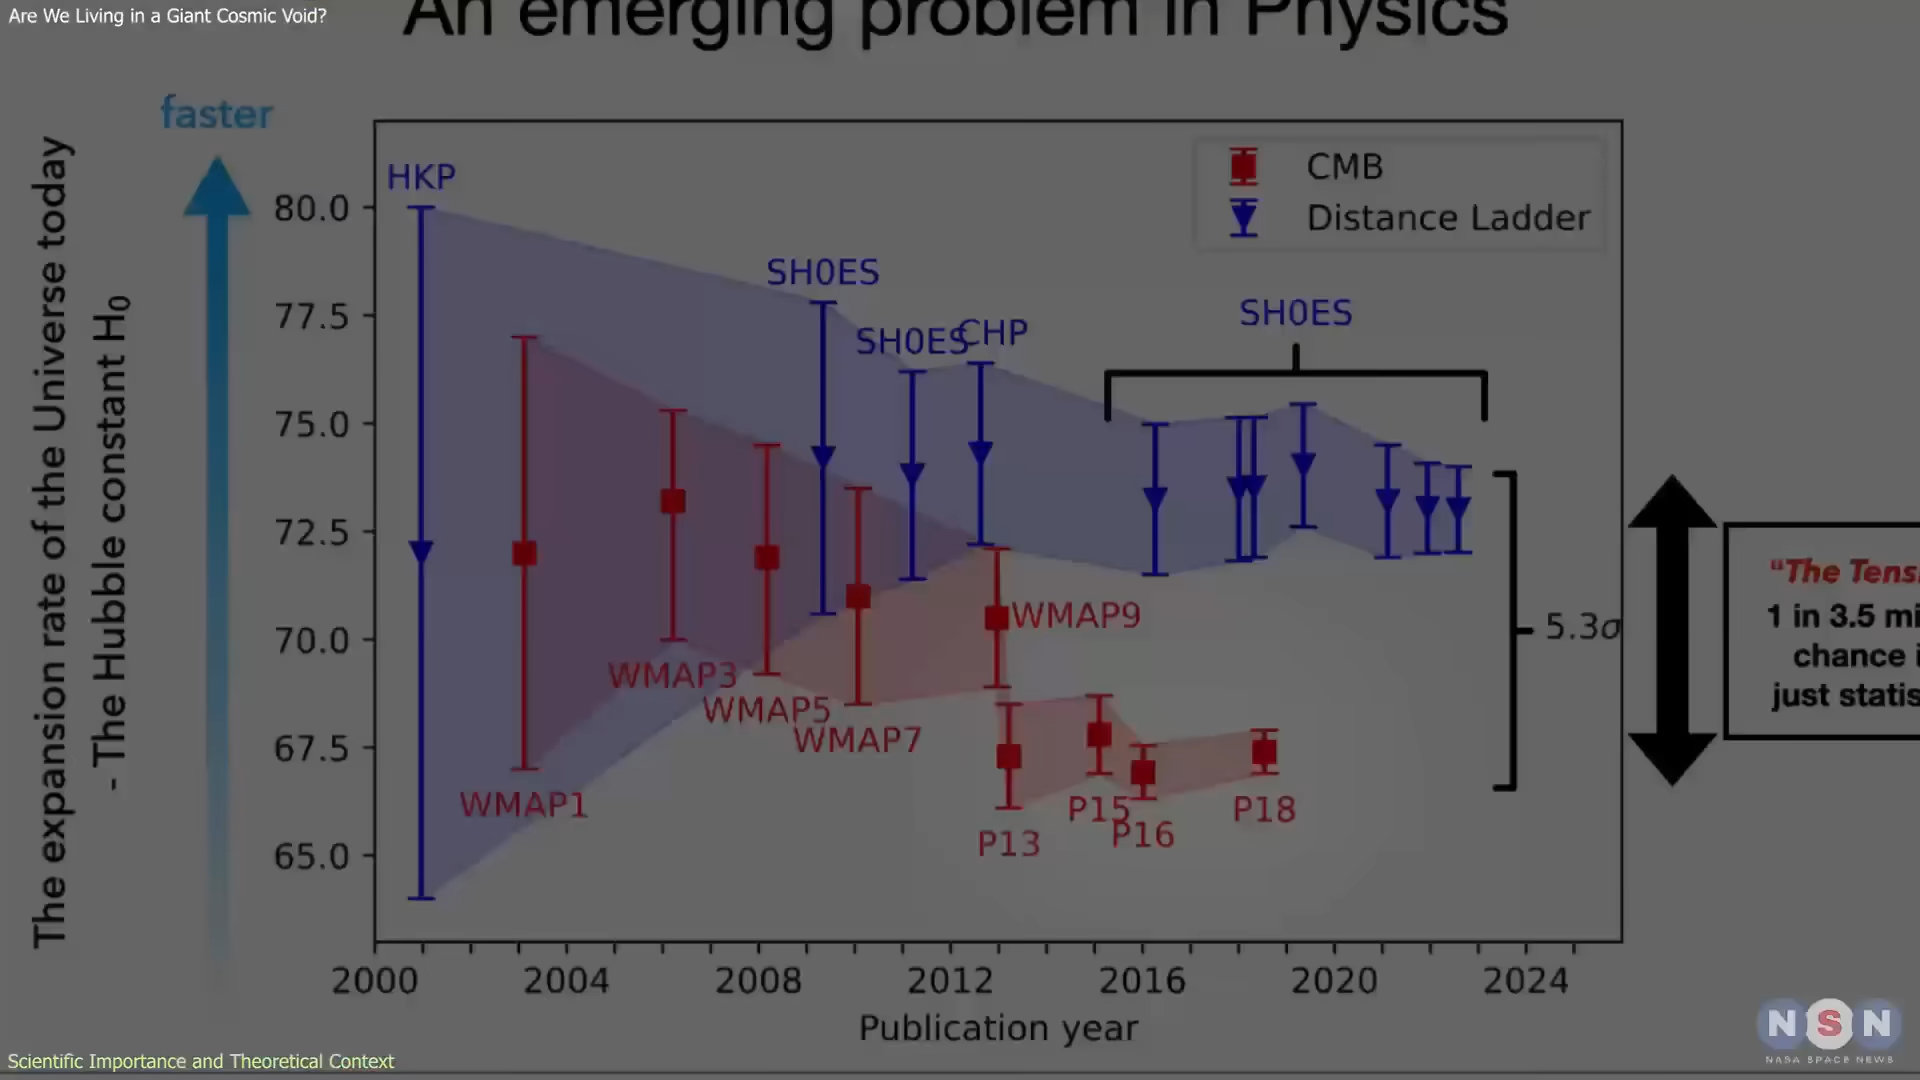 Are We Living in a Giant Cosmic Void?
An emerging problem in Physics
faster
The expansion rate of the Universe today
- The Hubble constant H₀
80.0
77.5
75.0
72.5
70.0
67.5
65.0
HKP
SH0ES
SH0ES
CHP
SH0ES
CMB
Distance Ladder
WMAP1
WMAP3
WMAP5
WMAP7
WMAP9
P13
P15
P16
P18
5.3σ
"The Tens
1 in 3.5 mi
chance i
just statis
2000 2004 2008 2012 2016 2020 2024
Publication year
Scientific Importance and Theoretical Context
NSN
NASA SPACE NEWS